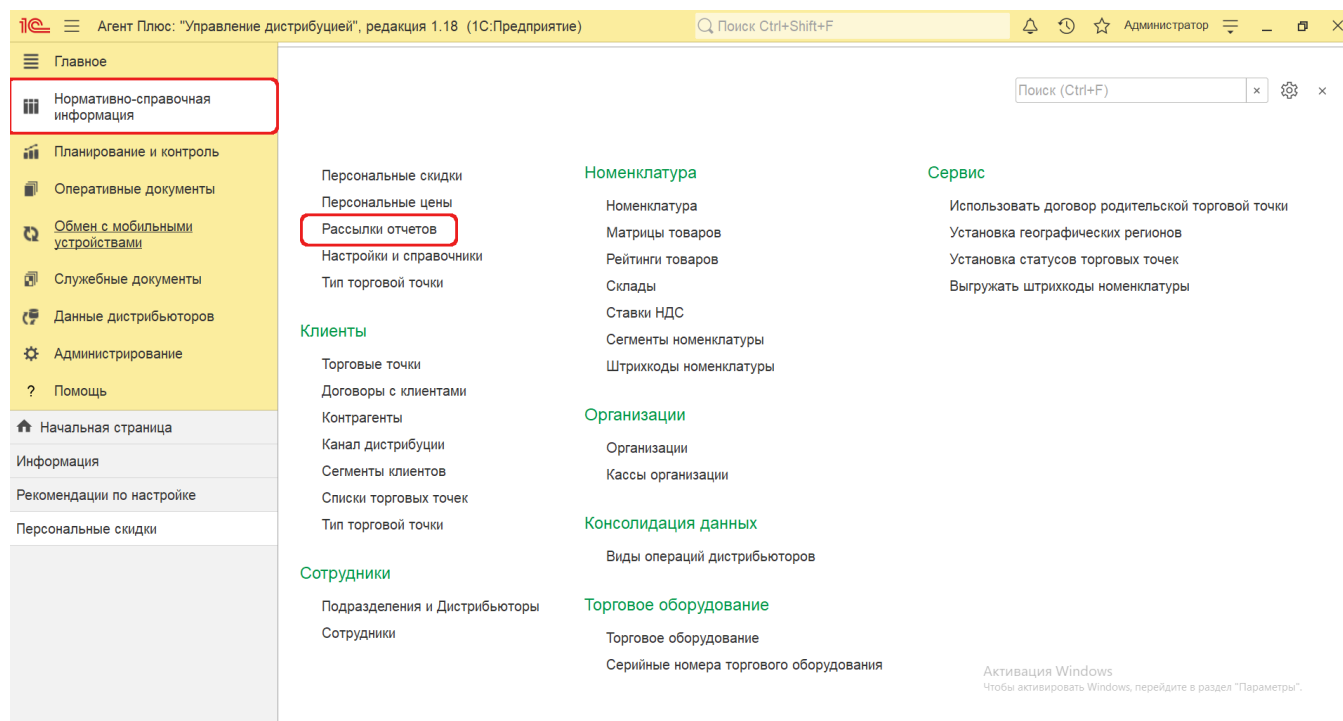 1С Агент Плюс: "Управление дистрибуцией", редакция 1.18 (1С:Предприятие)
Поиск Ctrl+Shift+F
Администратор
Главное
Нормативно-справочная
информация
Планирование и контроль
Оперативные документы
Обмен с мобильными
устройствами
Служебные документы
Данные дистрибьюторов
Администрирование
? Помощь
Начальная страница
Информация
Рекомендации по настройке
Персональные скидки
Поиск (Ctrl+F)
Персональные скидки
Персональные цены
Рассылки отчетов
Настройки и справочники
Тип торговой точки
Клиенты
Торговые точки
Договоры с клиентами
Контрагенты
Канал дистрибуции
Сегменты клиентов
Списки торговых точек
Тип торговой точки
Сотрудники
Подразделения и Дистрибьюторы
Сотрудники
Номенклатура
Номенклатура
Матрицы товаров
Рейтинги товаров
Склады
Ставки НДС
Сегменты номенклатуры
Штрихкоды номенклатуры
Организации
Организации
Кассы организации
Консолидация данных
Виды операций дистрибьюторов
Торговое оборудование
Торговое оборудование
Серийные номера торгового оборудования
Сервис
Использовать договор родительской торговой точки
Установка географических регионов
Установка статусов торговых точек
Выгружать штрихкоды номенклатуры
Активация Windows
Чтобы активировать Windows, перейдите в раздел "Параметры".